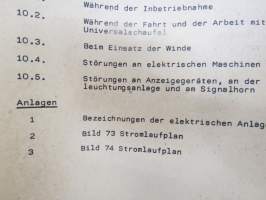 10.2. Während der Inbetriebnahme
Während der Fahrt und der Arbeit mit
Universalschaufel
10.3. Beim Einsatz der Winde
10.4. Störungen an elektrischen Maschinen
10.5. Störungen an Anzeigegeräten, an der
leuchtungsanlage und am Signalhorn
Anlagen
1 Bezeichnungen der elektrischen Anlag
2 Bild 73 Stromlaufplan
3 Bild 74 Stromlaufplan